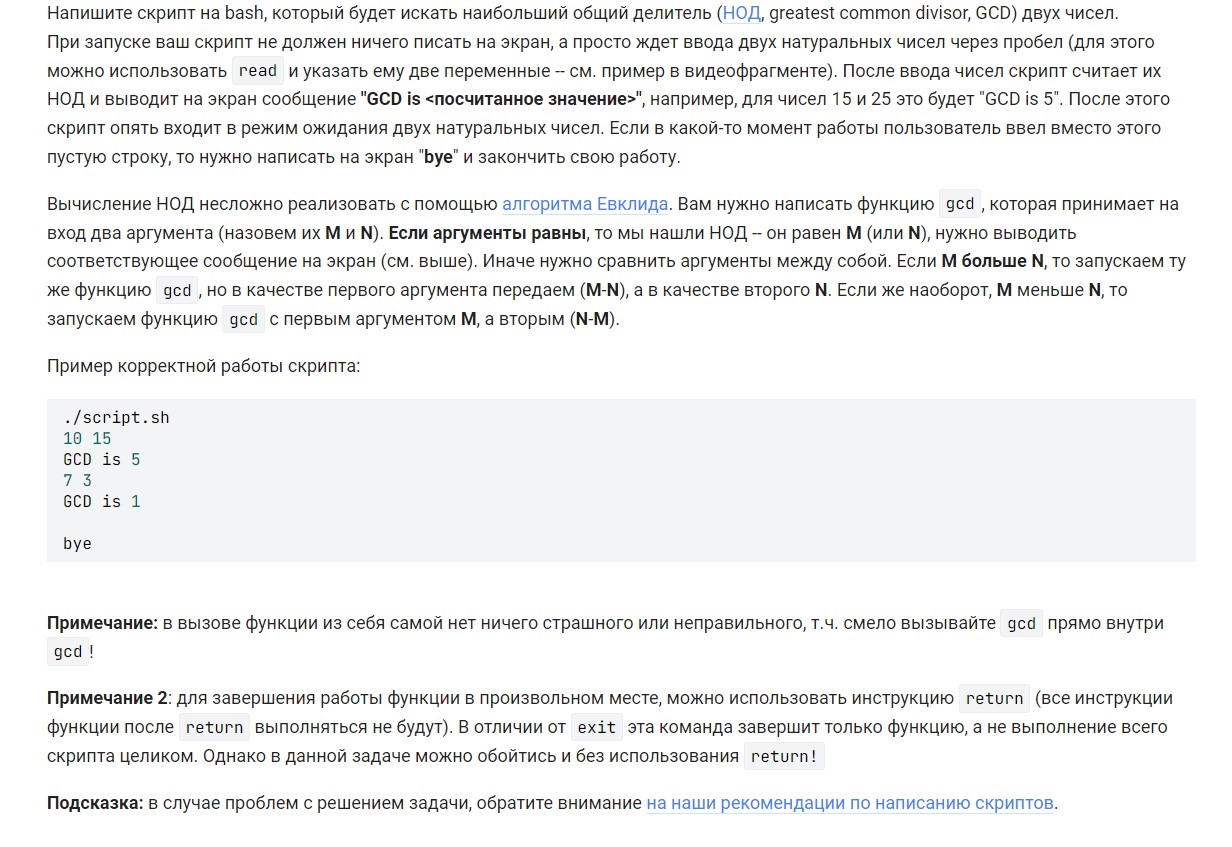 Напишите скрипт на bash, который будет искать наибольший общий делитель (НОД, greatest common divisor, GCD) двух чисел.
При запуске ваш скрипт не должен ничего писать на экран, а просто ждет ввода двух натуральных чисел через пробел (для этого
можно использовать read и указать ему две переменные -- см. пример в видеофрагменте). После ввода чисел скрипт считает их
НОД и выводит на экран сообщение "GCD is <посчитанное значение>", например, для чисел 15 и 25 это будет "GCD is 5". После этого
скрипт опять входит в режим ожидания двух натуральных чисел. Если в какой-то момент работы пользователь ввел вместо этого
пустую строку, то нужно написать на экран "bye" и закончить свою работу.
Вычисление НОД несложно реализовать с помощью алгоритма Евклида. Вам нужно написать функцию gcd, которая принимает на
вход два аргумента (назовем их M и N). Если аргументы равны, то мы нашли НОД -- он равен M (или N), нужно выводить
соответствующее сообщение на экран (см. выше). Иначе нужно сравнить аргументы между собой. Если M больше N, то запускаем ту
же функцию gcd, но в качестве первого аргумента передаем (M-N), а в качестве второго N. Если же наоборот, M меньше N, то
запускаем функцию gcd с первым аргументом M, а вторым (N-M).
Пример корректной работы скрипта:
./script.sh
10 15
GCD is 5
7 3
GCD is 1
bye
Примечание: в вызове функции из себя самой нет ничего страшного или неправильного, т.ч. смело вызывайте gcd прямо внутри
gcd!
Примечание 2: для завершения работы функции в произвольном месте, можно использовать инструкцию return (все инструкции
функции после return выполняться не будут). В отличии от exit эта команда завершит только функцию, а не выполнение всего
скрипта целиком. Однако в данной задаче можно обойтись и без использования return!
Подсказка: в случае проблем с решением задачи, обратите внимание на наши рекомендации по написанию скриптов.